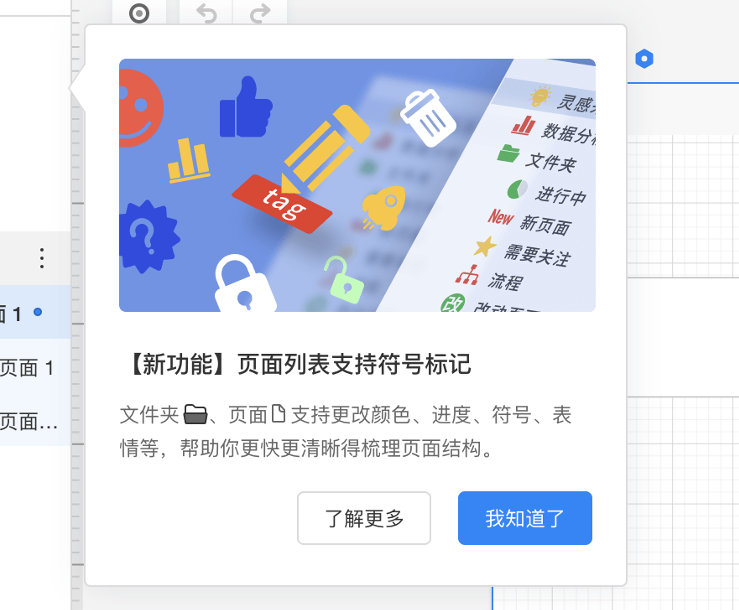 灵感
数据分
文件夹
tag
进行中
New 新页面
需要关注
流程
改
面 1
【新功能】页面列表支持符号标记
页面 1
文件夹、页面支持更改颜色、进度、符号、表
页面...
情等，帮助你更快更清晰得梳理页面结构。
了解更多
我知道了